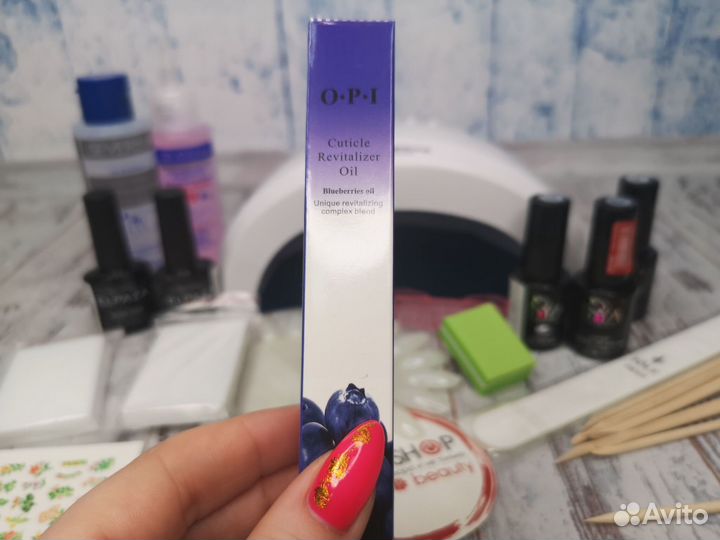 O·P·I
Cuticle
Revitalizer
Oil
Blueberries oil
Unique revitalizing
complex blend
SHOP
beauty
Avito